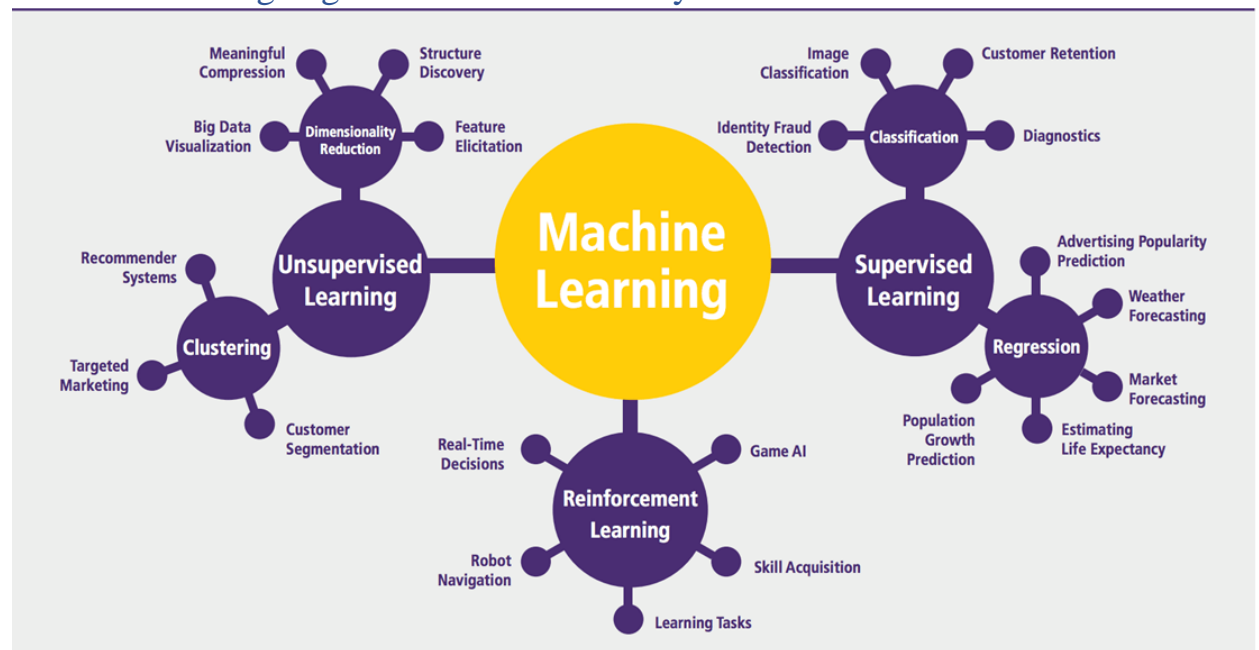 Meaningful
Compression
Structure
Discovery
Big Data
Visualization
Dimensionality
Reduction
Feature
Elicitation
Image
Classification
Customer Retention
Identity Fraud
Detection
Classification
Diagnostics
Machine
Learning
Unsupervised
Learning
Recommender
Systems
Clustering
Targeted
Marketing
Customer
Segmentation
Supervised
Learning
Advertising Popularity
Prediction
Weather
Forecasting
Regression
Market
Forecasting
Population
Growth
Prediction
Estimating
Life Expectancy
Real-Time
Decisions
Game AI
Reinforcement
Learning
Robot
Navigation
Skill Acquisition
Learning Tasks